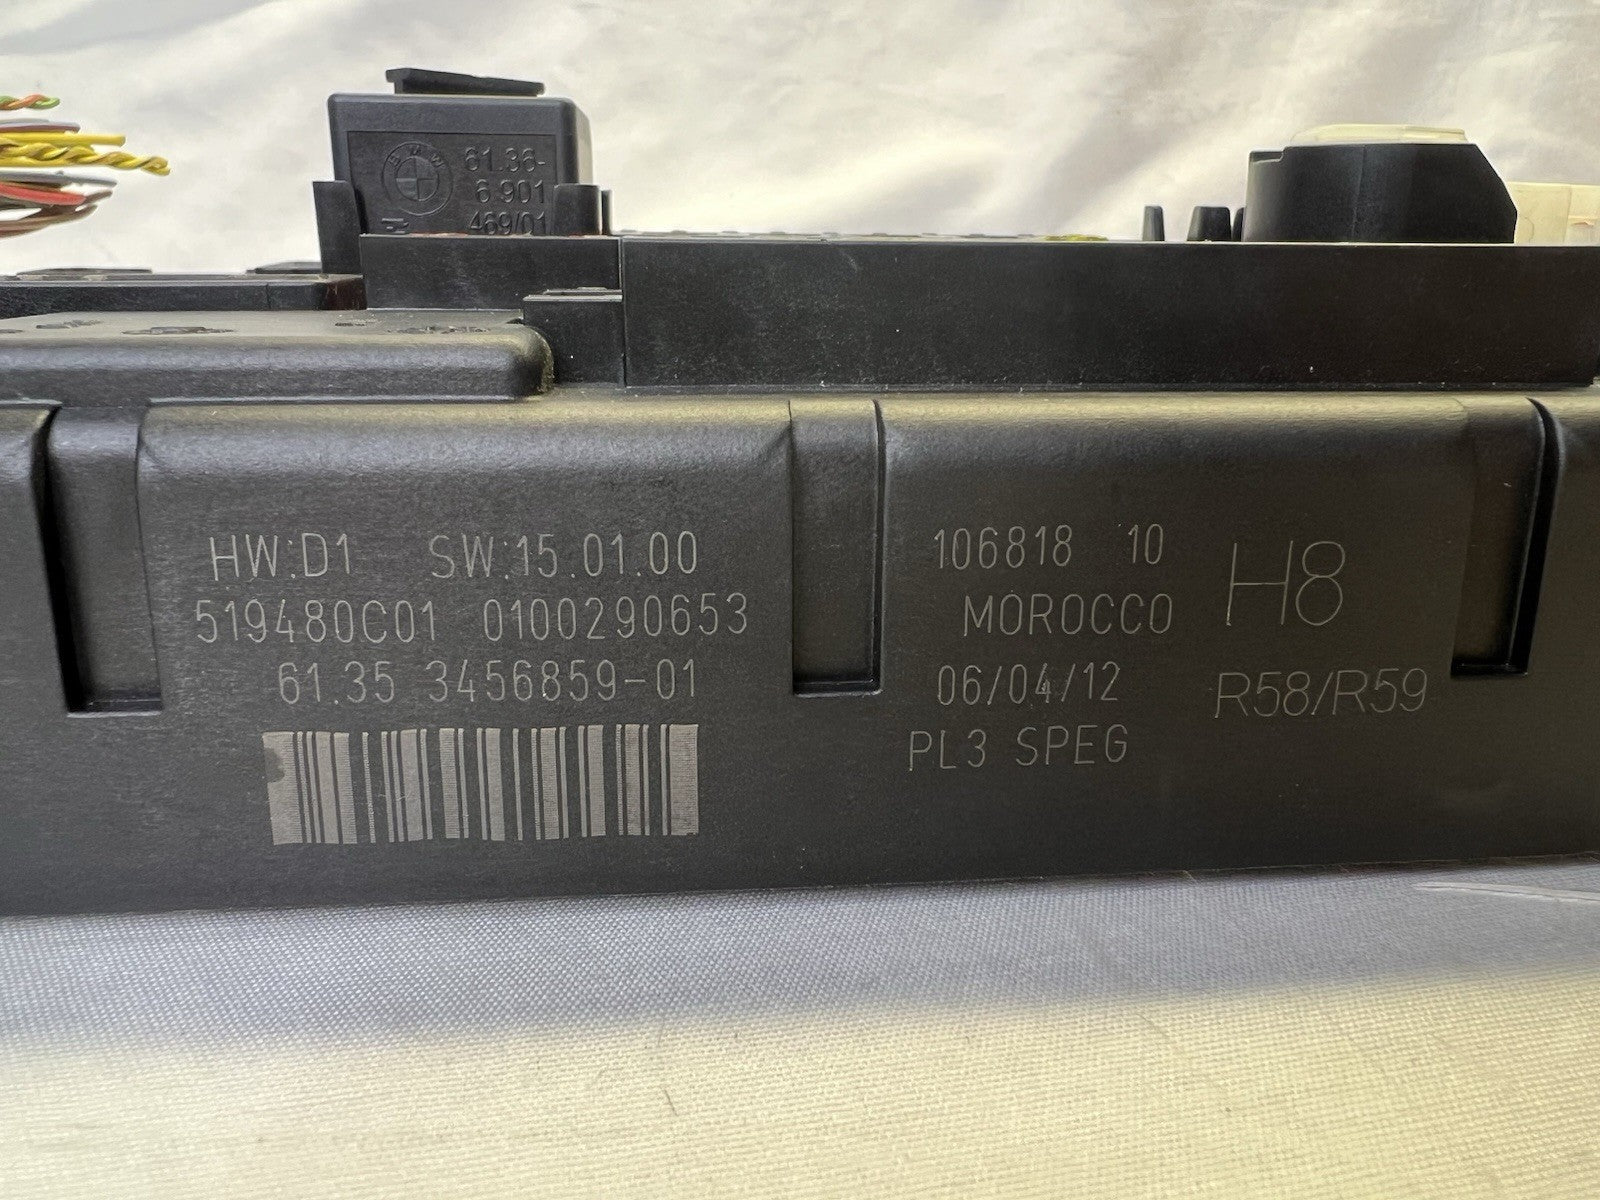 BMW
61.36-
6 901
469/01
HW:D1 SW:15.01.00
519480C01 0100290653
61.35 3456859-01
106818 10
MOROCCO
06/04/12
PL3 SPEG
H8
R58/R59